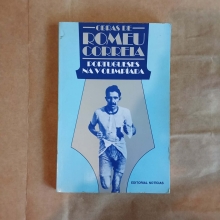 OBRAS DE
ROMEU
CORREIA
PORTUGUESES
NA V OLIMPÍADA
EDITORIAL NOTÍCIAS